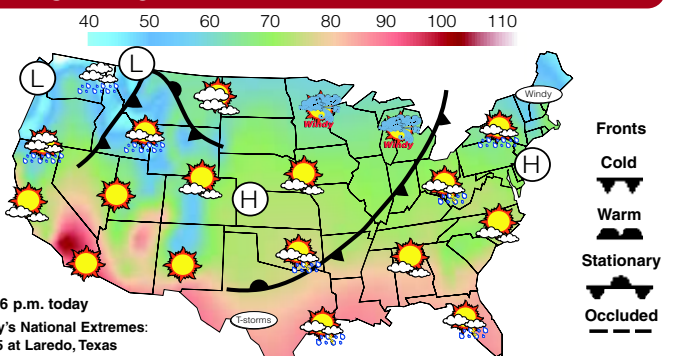 40 50 60 70 80 90 100 110
L
L
Windy
Windy
Windy
H
H
T-storms
Fronts
Cold
Warm
Stationary
Occluded
6 p.m. today
y's National Extremes:
5 at Laredo, Texas